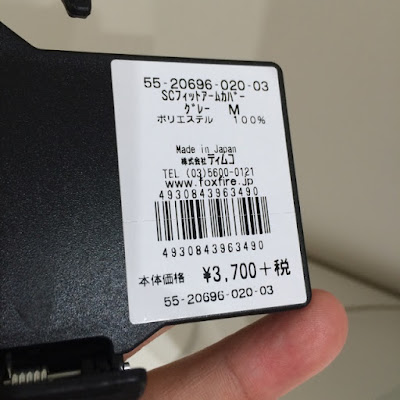 55-20696-020-03
SCフィットアームカバー
グレー M
ポリエステル 100%
Made in Japan
株式会社ティムコ
TEL (03)5600-0121
www.foxfire.jp
4930843963490
4930843963490
本体価格 ¥3,700+税
55-20696-020-03